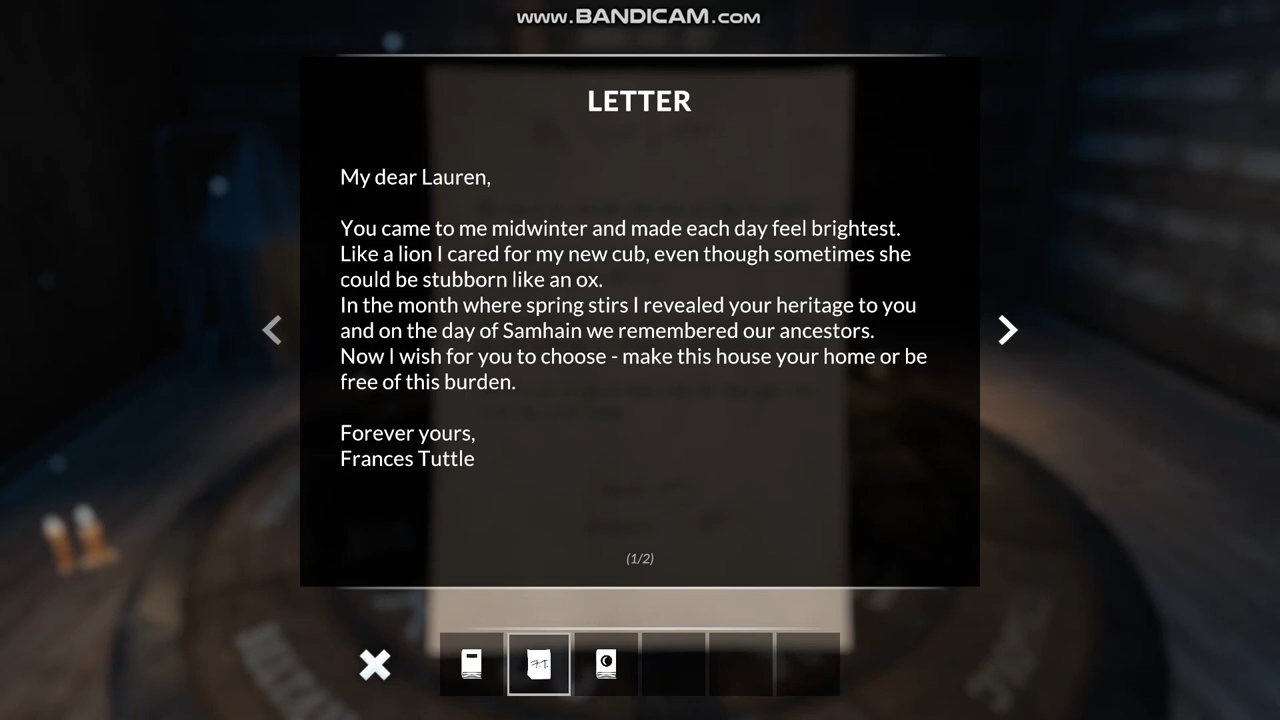 www.BANDICAM.com
LETTER
My dear Lauren,
You came to me midwinter and made each day feel brightest.
Like a lion I cared for my new cub, even though sometimes she
could be stubborn like an ox.
In the month where spring stirs I revealed your heritage to you
and on the day of Samhain we remembered our ancestors.
Now I wish for you to choose - make this house your home or be
free of this burden.
Forever yours,
Frances Tuttle
(1/2)
F.T.